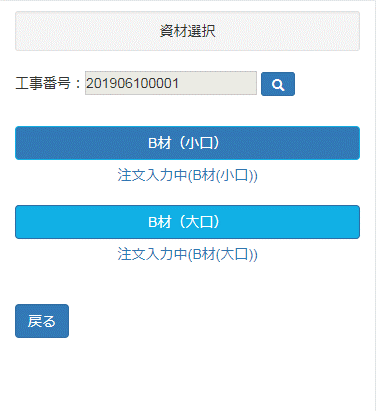 資材選択
工事番号：201906100001
B材（小口）
注文入力中(B材(小口))
B材（大口）
注文入力中(B材(大口))
戻る